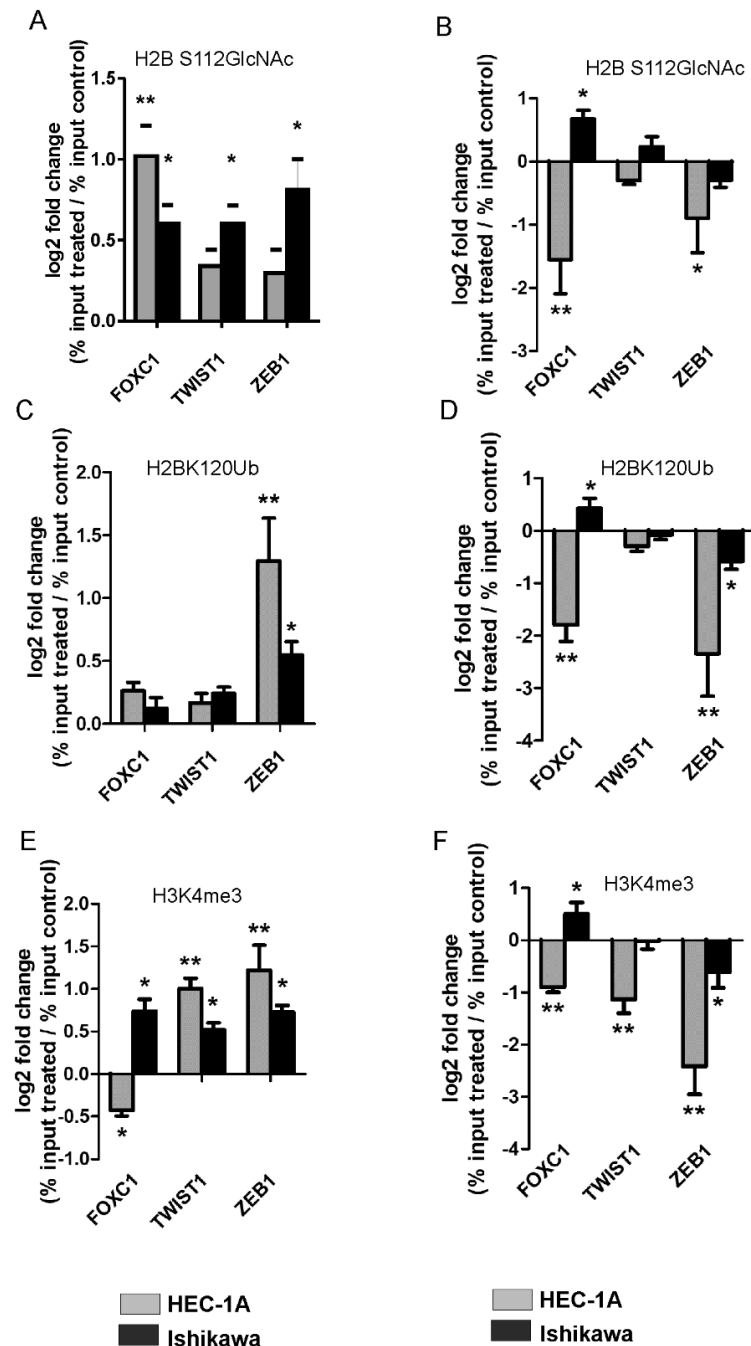 A
H2B S112GlcNAc
log2 fold change
(% input treated / % input control)
1.5
1.0
0.5
0.0
**
*
*
*
FOXC1
TWIST1
ZEB1
B
H2B S112GlcNAc
log2 fold change
(% input treated / % input control)
1
0
-1
-2
-3
*
**
*
FOXC1
TWIST1
ZEB1
C
H2BK120Ub
log2 fold change
(% input treated / % input control)
2.0
1.5
1.0
0.5
0.0
**
*
FOXC1
TWIST1
ZEB1
D
H2BK120Ub
log2 fold change
(% input treated / % input control)
1
0
-1
-2
-3
-4
*
**
*
**
FOXC1
TWIST1
ZEB1
E
H3K4me3
log2 fold change
(% input treated / % input control)
2.0
1.5
1.0
0.5
0.0
-0.5
-1.0
*
*
**
*
**
*
FOXC1
TWIST1
ZEB1
F
H3K4me3
log2 fold change
(% input treated / % input control)
1
0
-1
-2
-3
-4
*
**
**
*
**
FOXC1
TWIST1
ZEB1
HEC-1A
Ishikawa
HEC-1A
Ishikawa